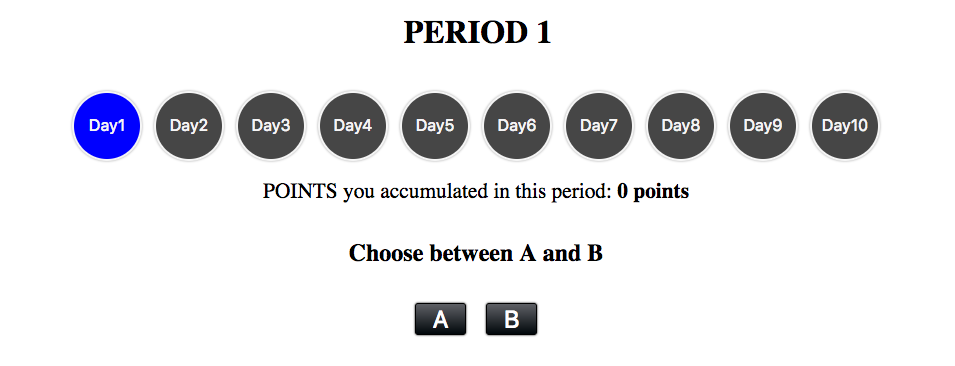 PERIOD 1
Day1 Day2 Day3 Day4 Day5 Day6 Day7 Day8 Day9 Day10
POINTS you accumulated in this period: 0 points
Choose between A and B
A B